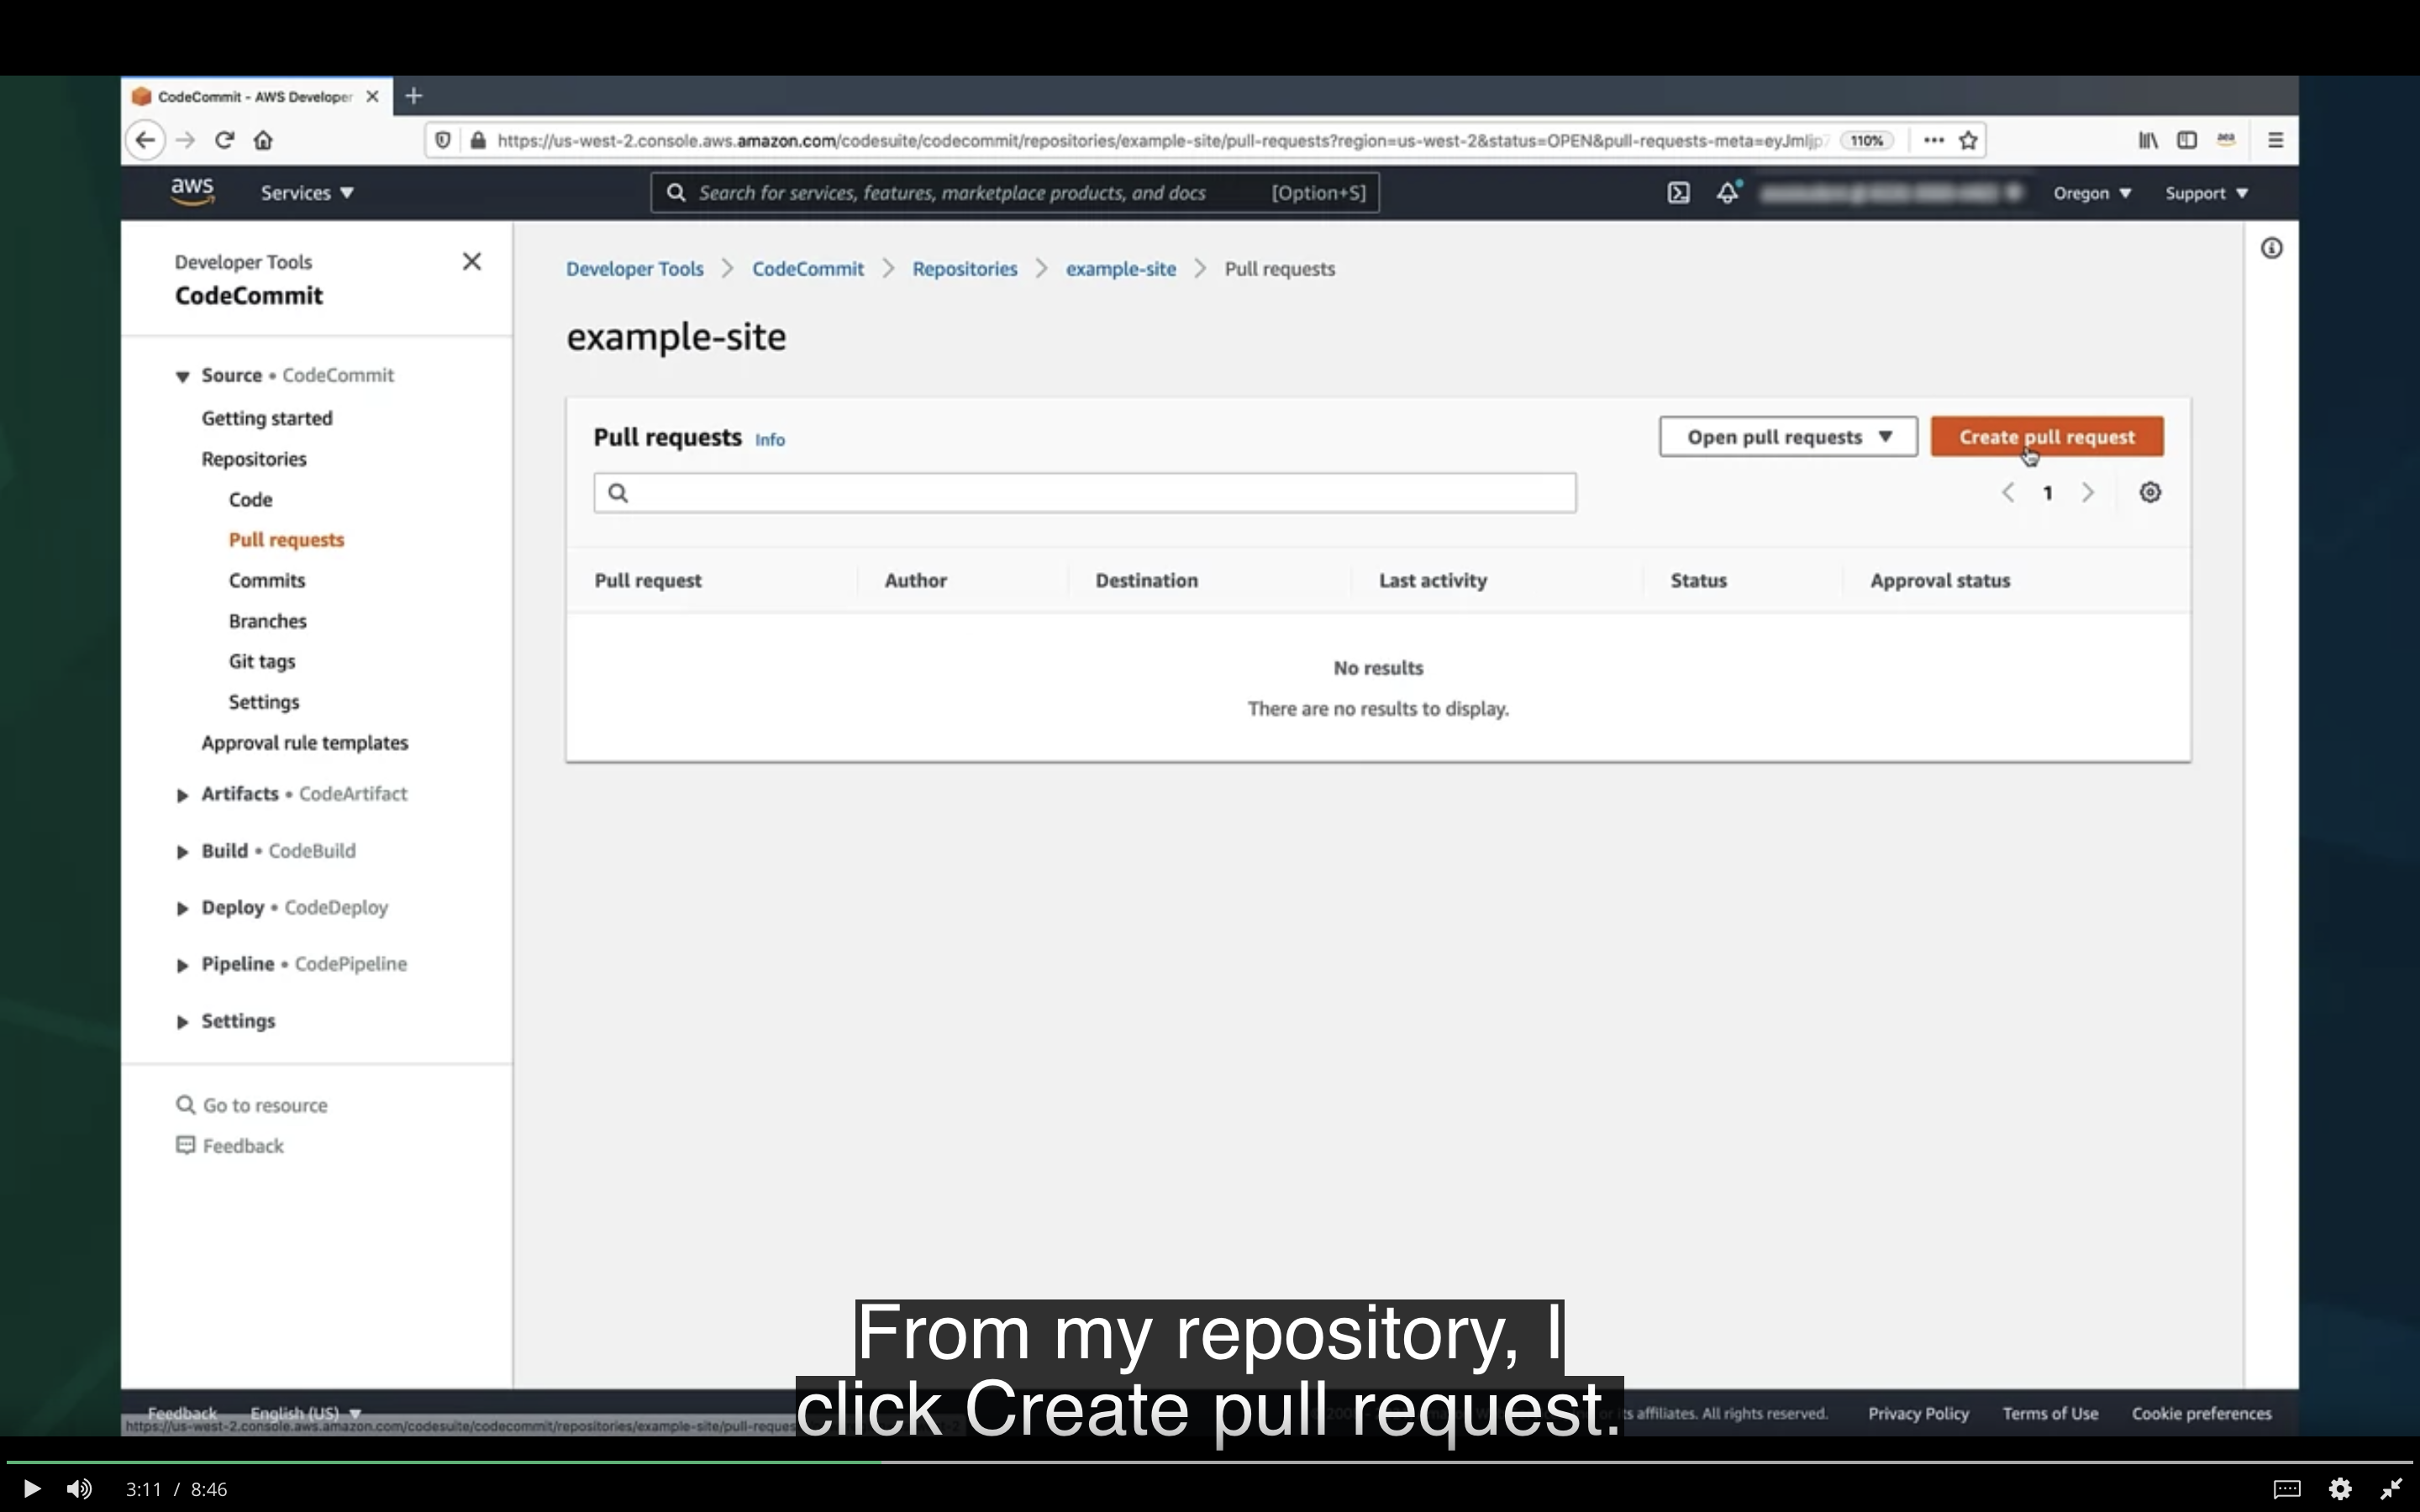 CodeCommit - AWS Developer
https://us-west-2.console.aws.amazon.com/codesuite/codecommit/repositories/example-site/pull-requests?region=us-west-2&status=OPEN&pull-requests-meta=eyJmIjp7
110%
aws
Services
Search for services, features, marketplace products, and docs [Option+S]
Oregon
Support
Developer Tools
CodeCommit
Source • CodeCommit
Getting started
Repositories
Code
Pull requests
Commits
Branches
Git tags
Settings
Approval rule templates
Artifacts • CodeArtifact
Build • CodeBuild
Deploy • CodeDeploy
Pipeline • CodePipeline
Settings
Go to resource
Feedback
Developer Tools > CodeCommit > Repositories > example-site > Pull requests
example-site
Pull requests Info
Open pull requests
Create pull request
1
Pull request Author Destination Last activity Status Approval status
No results
There are no results to display.
From my repository, I
click Create pull request.
Feedback English (US)
its affiliates. All rights reserved. Privacy Policy Terms of Use Cookie preferences
https://us-west-2.console.aws.amazon.com/codesuite/codecommit/repositories/example-site/pull-reques
3:11 / 8:46